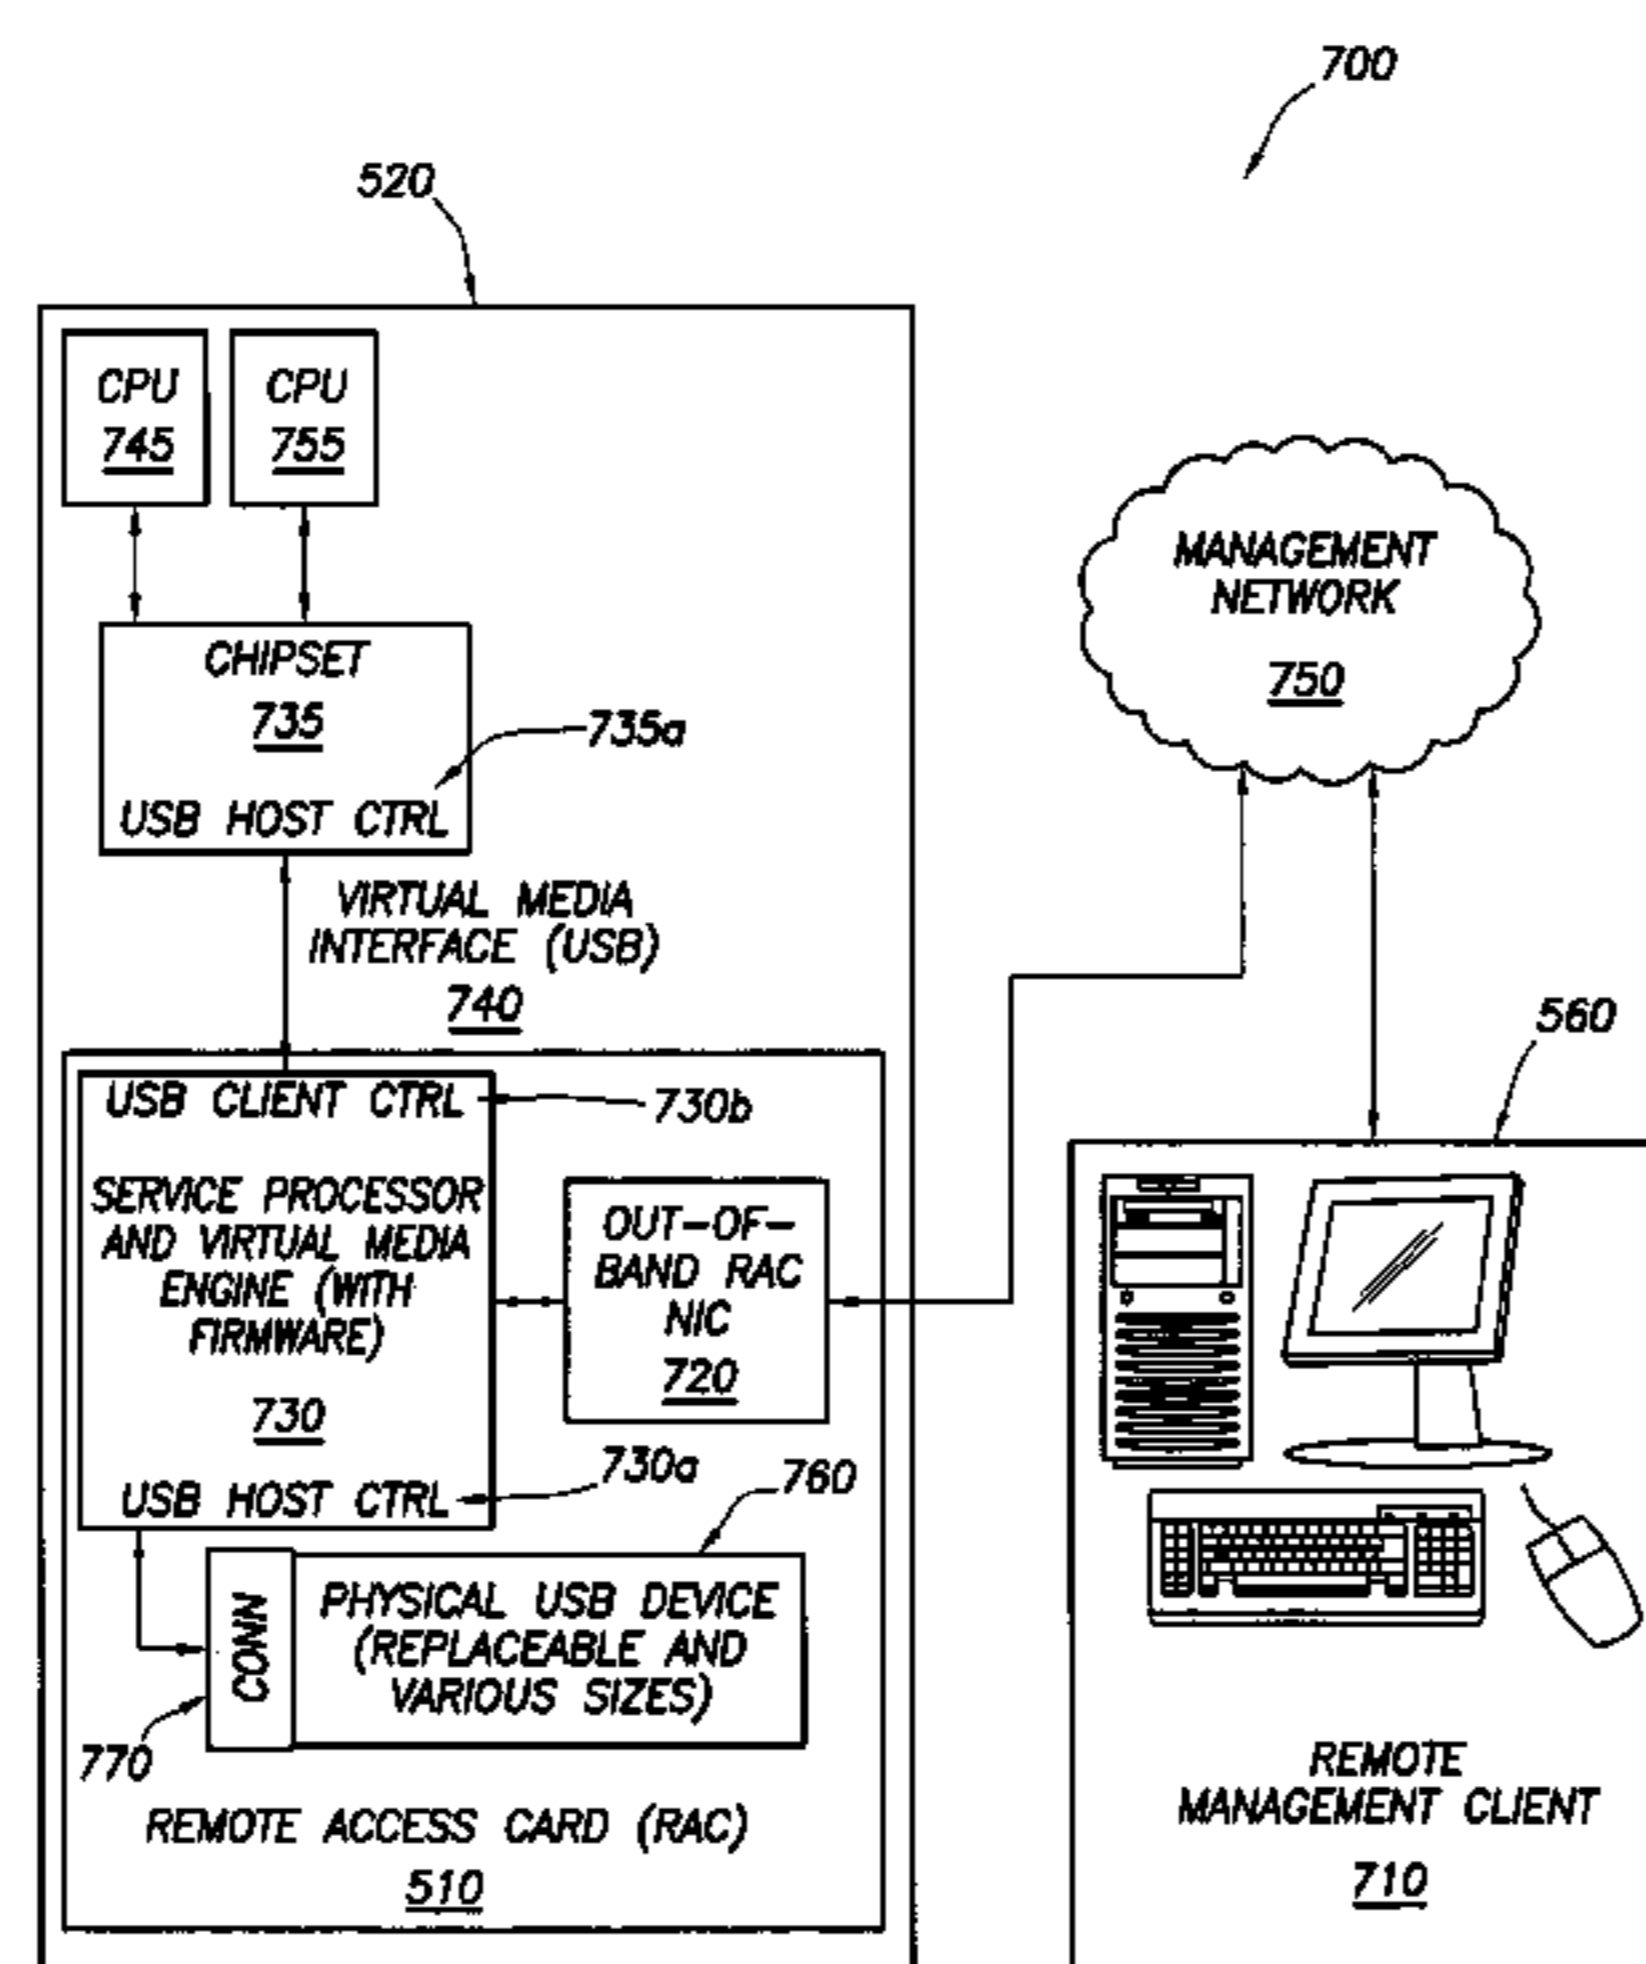 700
520
CPU
745
CPU
755
CHIPSET
735
735a
USB HOST CTRL
MANAGEMENT
NETWORK
750
VIRTUAL MEDIA
INTERFACE (USB)
740
560
USB CLIENT CTRL
730b
SERVICE PROCESSOR
AND VIRTUAL MEDIA
ENGINE (WITH
FIRMWARE)
730
OUT-OF-
BAND RAC
NIC
720
730a
USB HOST CTRL
760
CONN
PHYSICAL USB DEVICE
(REPLACEABLE AND
VARIOUS SIZES)
770
REMOTE ACCESS CARD (RAC)
510
REMOTE
MANAGEMENT CLIENT
710